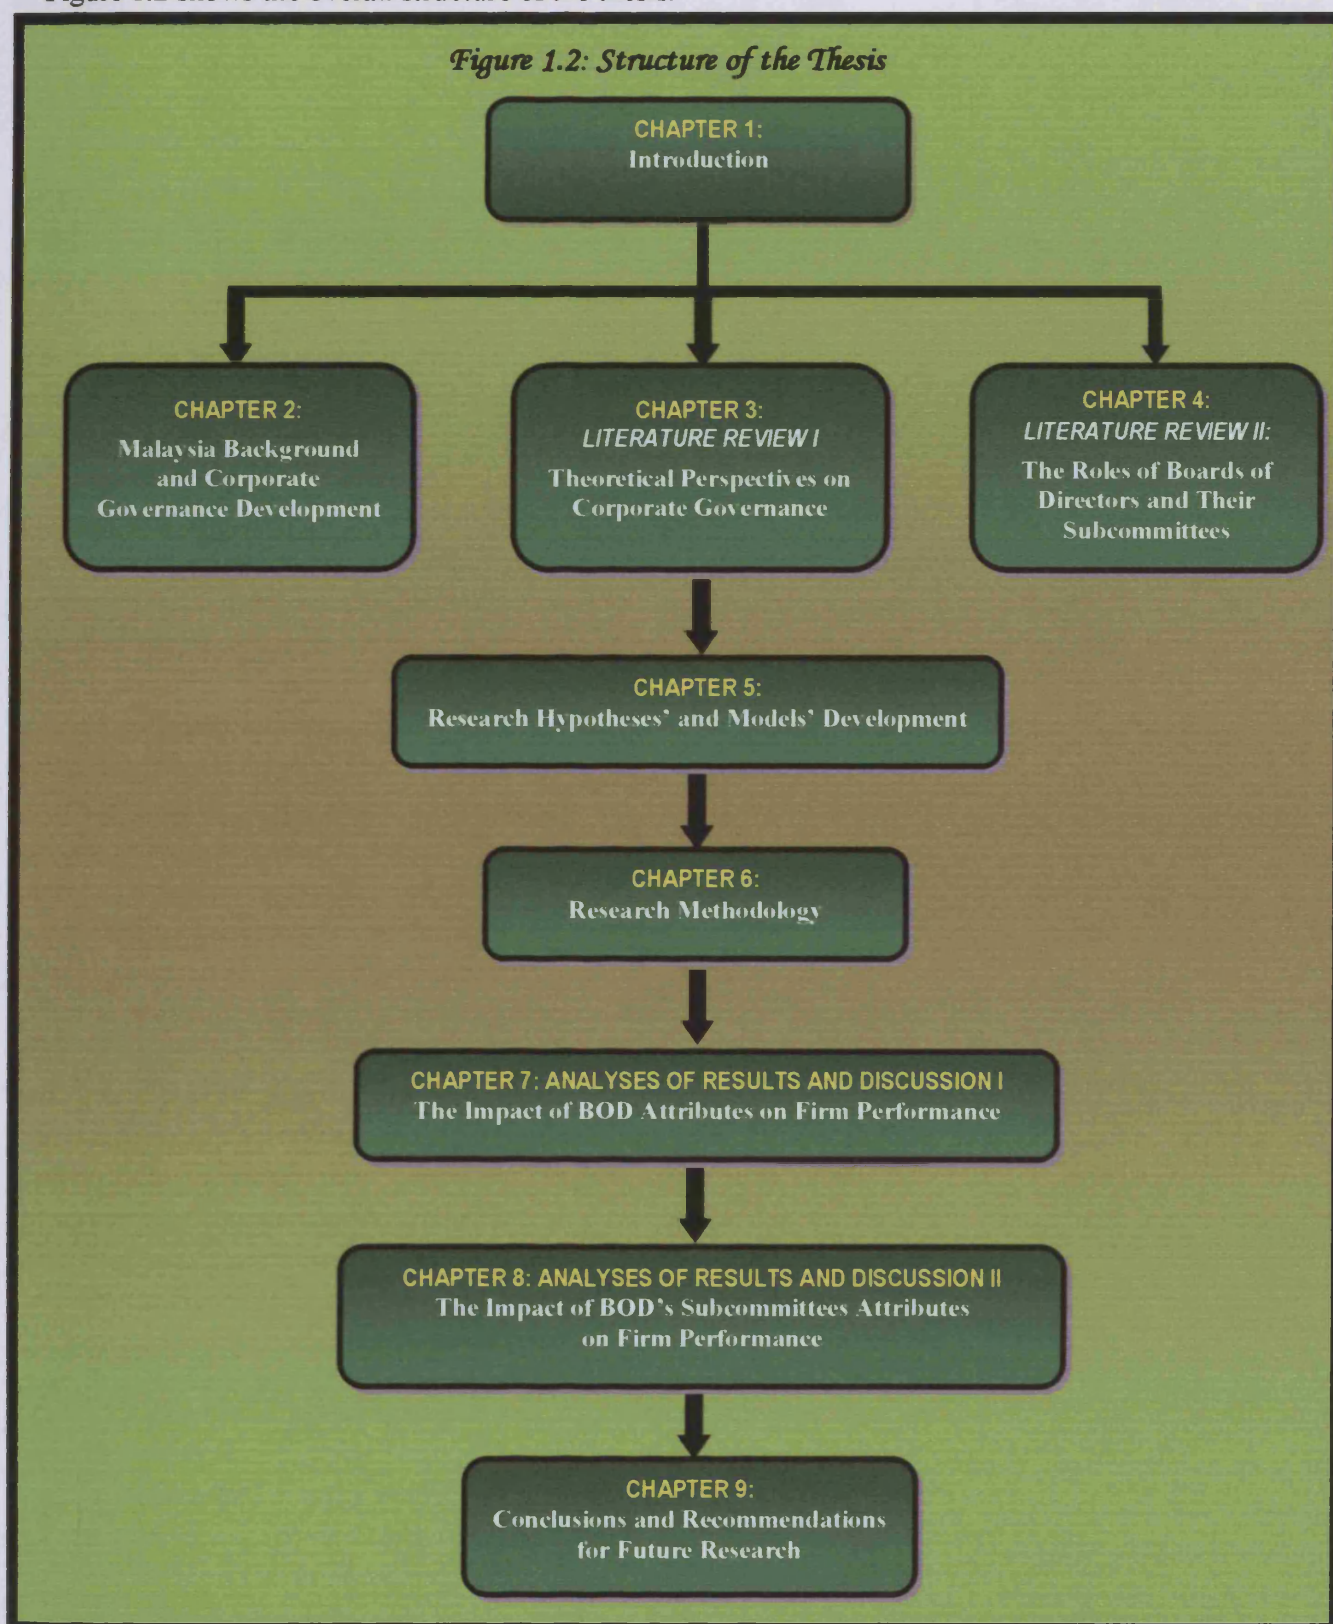 Figure 1.2: Structure of the Thesis
CHAPTER 1:
Introduction
CHAPTER 2:
Malaysia Background
and Corporate
Governance Development
CHAPTER 3:
LITERATURE REVIEW I
Theoretical Perspectives on
Corporate Governance
CHAPTER 4:
LITERATURE REVIEW II:
The Roles of Boards of
Directors and Their
Subcommittees
CHAPTER 5:
Research Hypotheses' and Models' Development
CHAPTER 6:
Research Methodology
CHAPTER 7: ANALYSES OF RESULTS AND DISCUSSION I
The Impact of BOD Attributes on Firm Performance
CHAPTER 8: ANALYSES OF RESULTS AND DISCUSSION II
The Impact of BOD's Subcommittees Attributes
on Firm Performance
CHAPTER 9:
Conclusions and Recommendations
for Future Research